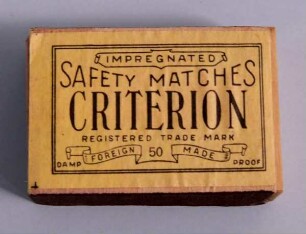 IMPREGNATED
SAFETY MATCHES
CRITERION
REGISTERED TRADE MARK
DAMP FOREIGN 50 MADE PROOF